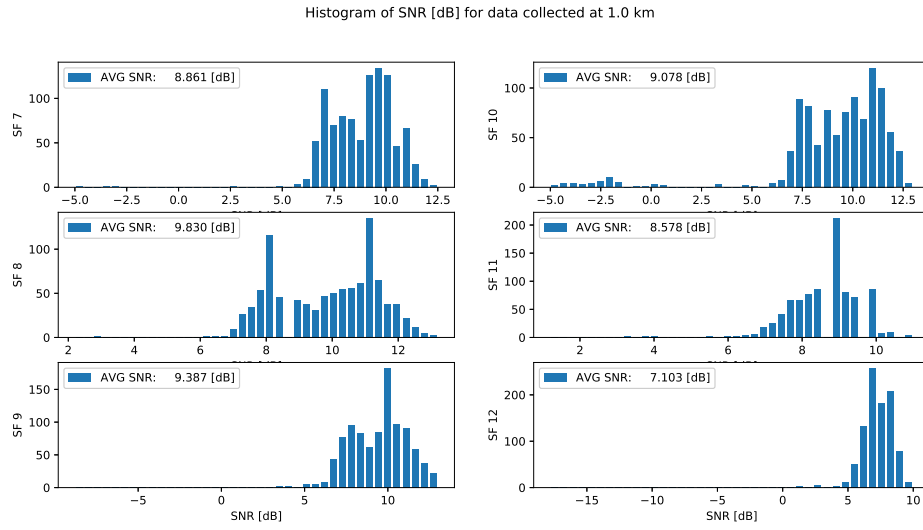 Histogram of SNR [dB] for data collected at 1.0 km
AVG SNR: 8.861 [dB]
SF 7
0 50 100
−5.0 −2.5 0.0 2.5 5.0 7.5 10.0 12.5
AVG SNR: 9.078 [dB]
SF 10
0 50 100
−5.0 −2.5 0.0 2.5 5.0 7.5 10.0 12.5
AVG SNR: 9.830 [dB]
SF 8
0 50 100
2 4 6 8 10 12
AVG SNR: 8.578 [dB]
SF 11
0 50 100 150 200
2 4 6 8 10
AVG SNR: 9.387 [dB]
SF 9
0 50 100 150
−5 0 5 10
SNR [dB]
AVG SNR: 7.103 [dB]
SF 12
0 100 200
−15 −10 −5 0 5 10
SNR [dB]